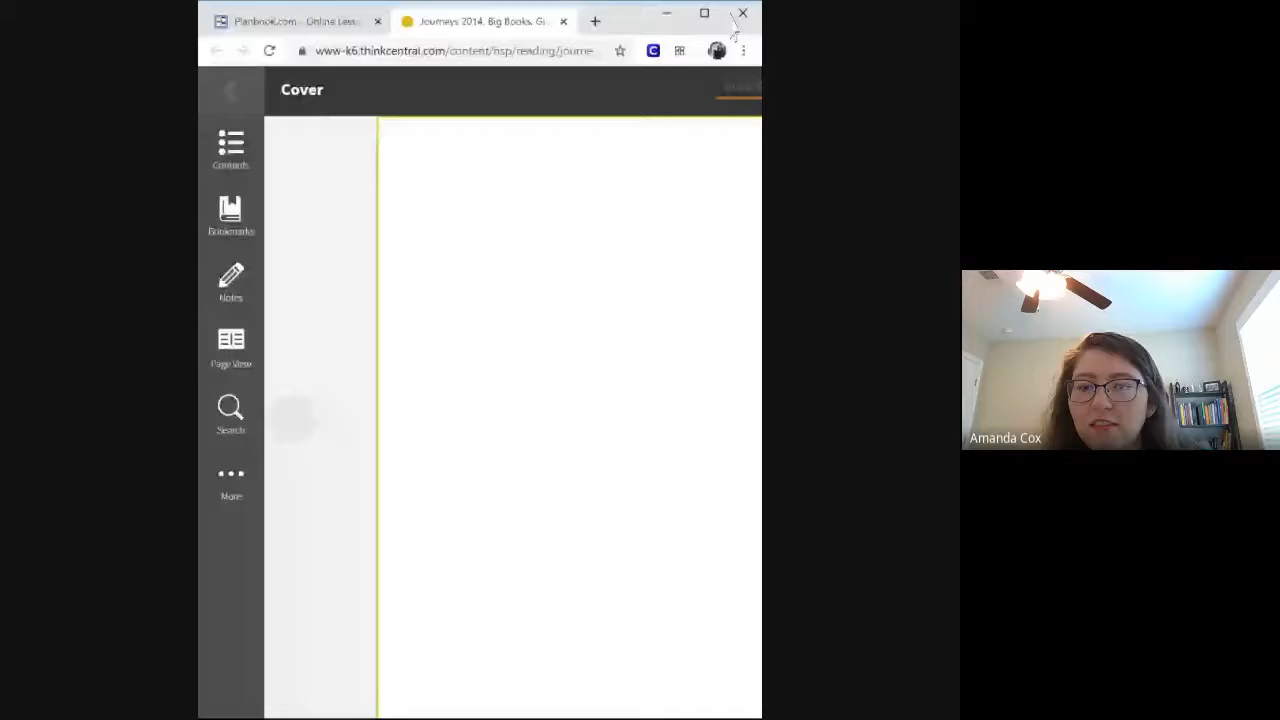 Planbook.com - Online Less
Journeys 2014, Big Books, Gr
www-k6.thinkcentral.com/content/hsp/reading/journe
Cover
Contents
Bookmarks
Notes
Page View
Search
More
Amanda Cox